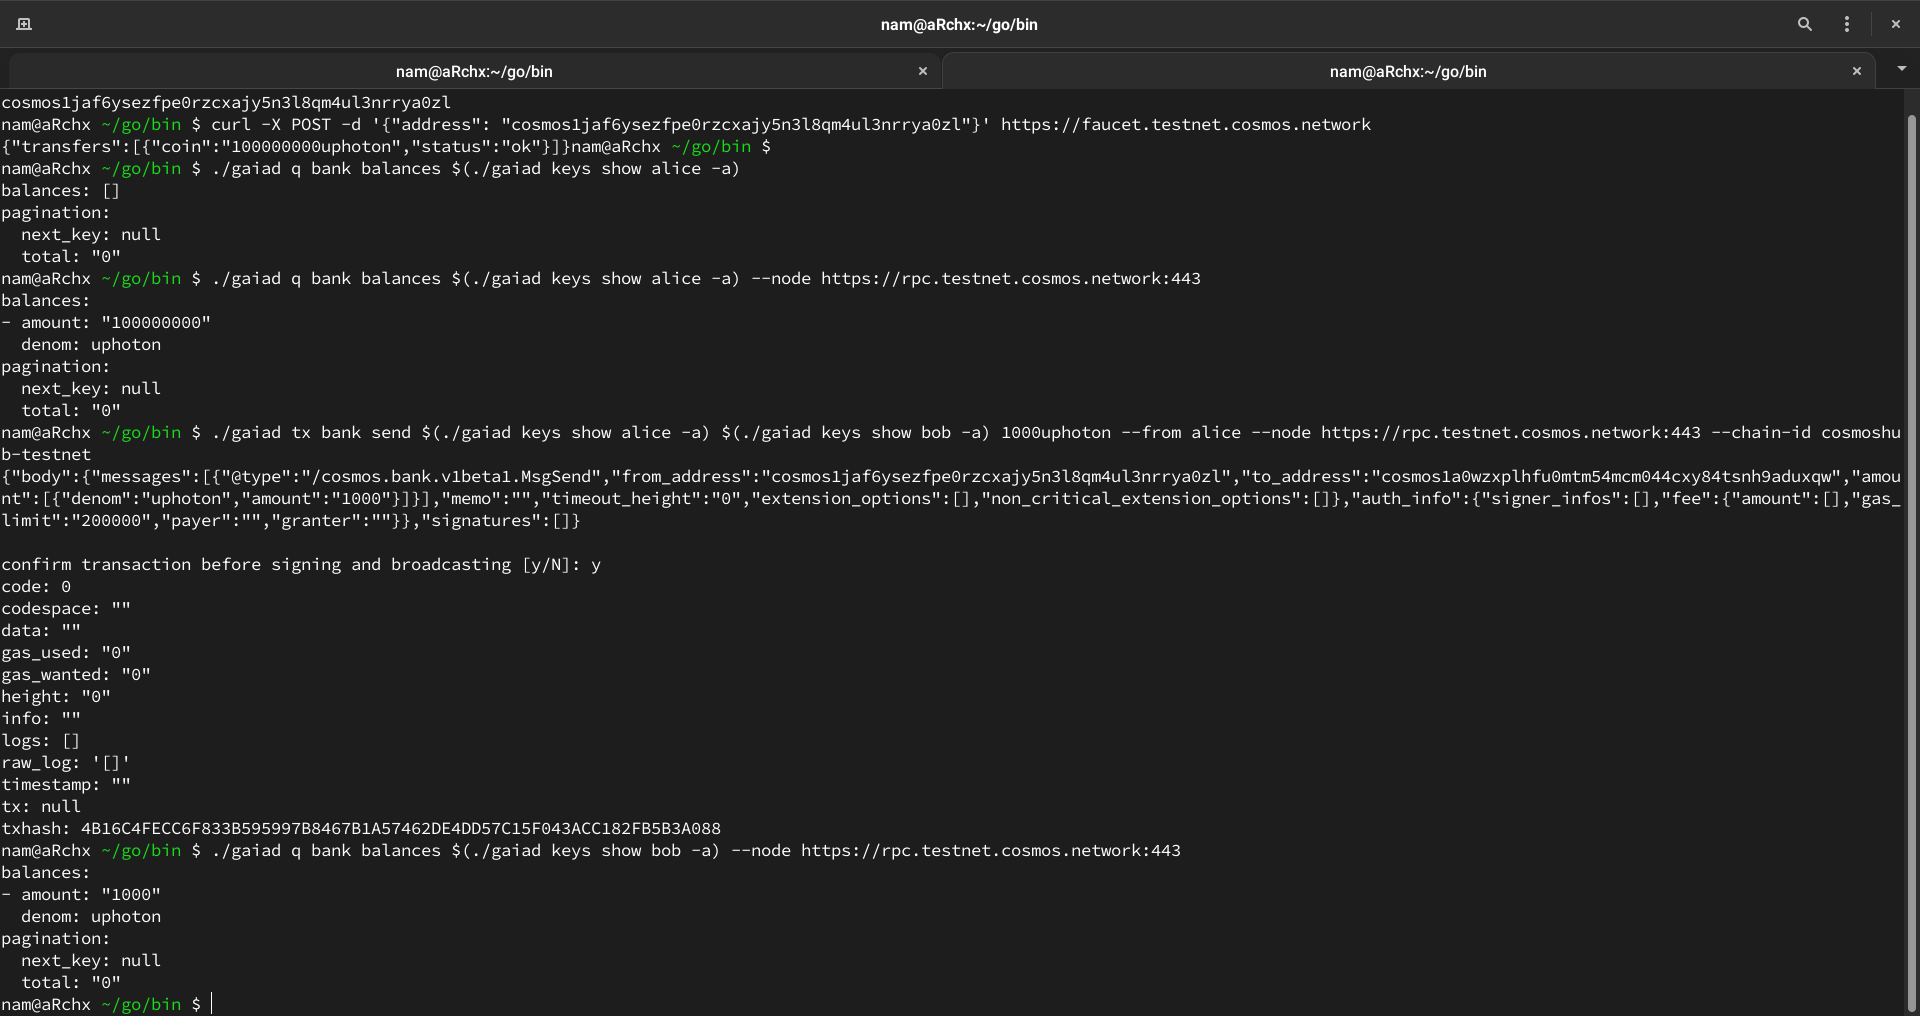 nam@aRchx:~/go/bin
nam@aRchx:~/go/bin
nam@aRchx:~/go/bin
cosmos1jaf6ysezfpe0rzcxajy5n3l8qm4ul3nrrya0zl
nam@aRchx ~/go/bin $ curl -X POST -d '{"address": "cosmos1jaf6ysezfpe0rzcxajy5n3l8qm4ul3nrrya0zl"}' https://faucet.testnet.cosmos.network
{"transfers":[{"coin":"100000000uphoton","status":"ok"}]}nam@aRchx ~/go/bin $
nam@aRchx ~/go/bin $ ./gaiad q bank balances $(./gaiad keys show alice -a)
balances: []
pagination:
  next_key: null
  total: "0"
nam@aRchx ~/go/bin $ ./gaiad q bank balances $(./gaiad keys show alice -a) --node https://rpc.testnet.cosmos.network:443
balances:
- amount: "100000000"
  denom: uphoton
pagination:
  next_key: null
  total: "0"
nam@aRchx ~/go/bin $ ./gaiad tx bank send $(./gaiad keys show alice -a) $(./gaiad keys show bob -a) 1000uphoton --from alice --node https://rpc.testnet.cosmos.network:443 --chain-id cosmoshu
b-testnet
{"body":{"messages":[{"@type":"/cosmos.bank.v1beta1.MsgSend","from_address":"cosmos1jaf6ysezfpe0rzcxajy5n3l8qm4ul3nrrya0zl","to_address":"cosmos1a0wzxplhfu0mtm54mcm044cxy84tsnh9aduxqw","amou
nt":[{"denom":"uphoton","amount":"1000"}]}],"memo":"","timeout_height":"0","extension_options":[],"non_critical_extension_options":[]},"auth_info":{"signer_infos":[],"fee":{"amount":[],"gas_
limit":"200000","payer":"","granter":""}},"signatures":[]}
confirm transaction before signing and broadcasting [y/N]: y
code: 0
codespace: ""
data: ""
gas_used: "0"
gas_wanted: "0"
height: "0"
info: ""
logs: []
raw_log: '[]'
timestamp: ""
tx: null
txhash: 4B16C4FECC6F833B595997B8467B1A57462DE4DD57C15F043ACC182FB5B3A088
nam@aRchx ~/go/bin $ ./gaiad q bank balances $(./gaiad keys show bob -a) --node https://rpc.testnet.cosmos.network:443
balances:
- amount: "1000"
  denom: uphoton
pagination:
  next_key: null
  total: "0"
nam@aRchx ~/go/bin $